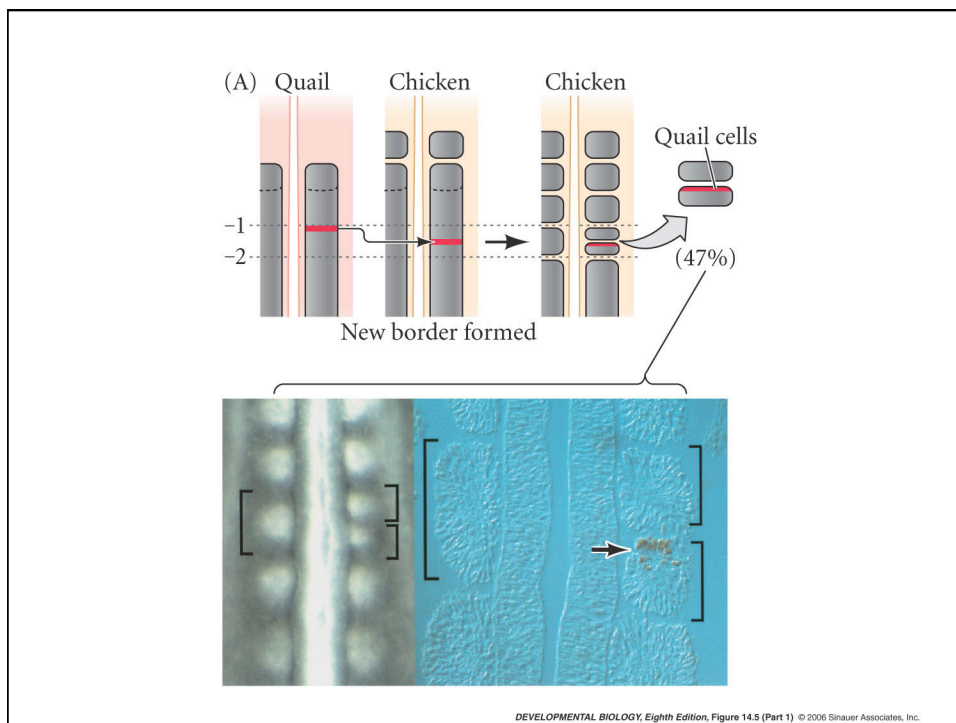 (A) Quail Chicken Chicken
Quail cells
–1
–2
(47%)
New border formed
DEVELOPMENTAL BIOLOGY, Eighth Edition, Figure 14.5 (Part 1) © 2006 Sinauer Associates, Inc.